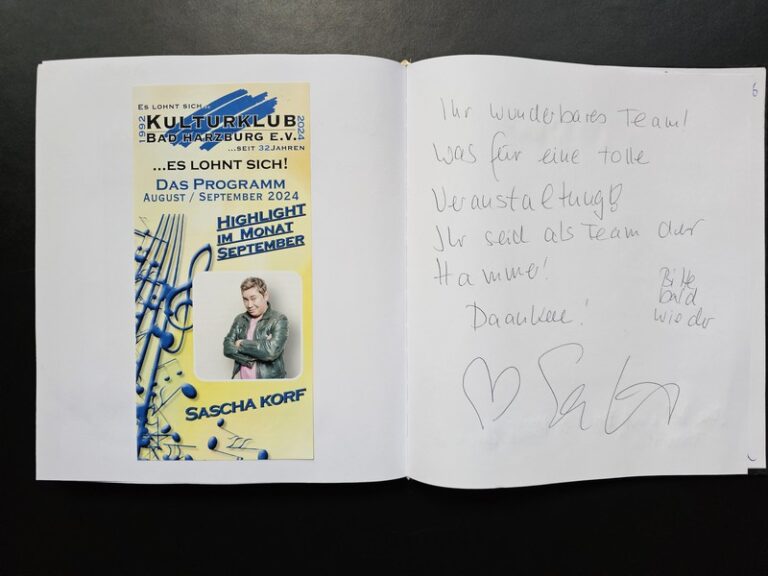 ES LOHNT SICH...
1992
KULTURKLUB
2024
BAD HARZBURG E.V.
...SEIT 32JAHREN
...ES LOHNT SICH!
DAS PROGRAMM
AUGUST / SEPTEMBER 2024
HIGHLIGHT
IM MONAT
SEPTEMBER
SASCHA KORF
6
Ihr wunderbares Team!
Was für eine tolle
Veranstaltung!
Ihr seid als Team der
Hammer!
Daankee!
Bitte
bald
wieder